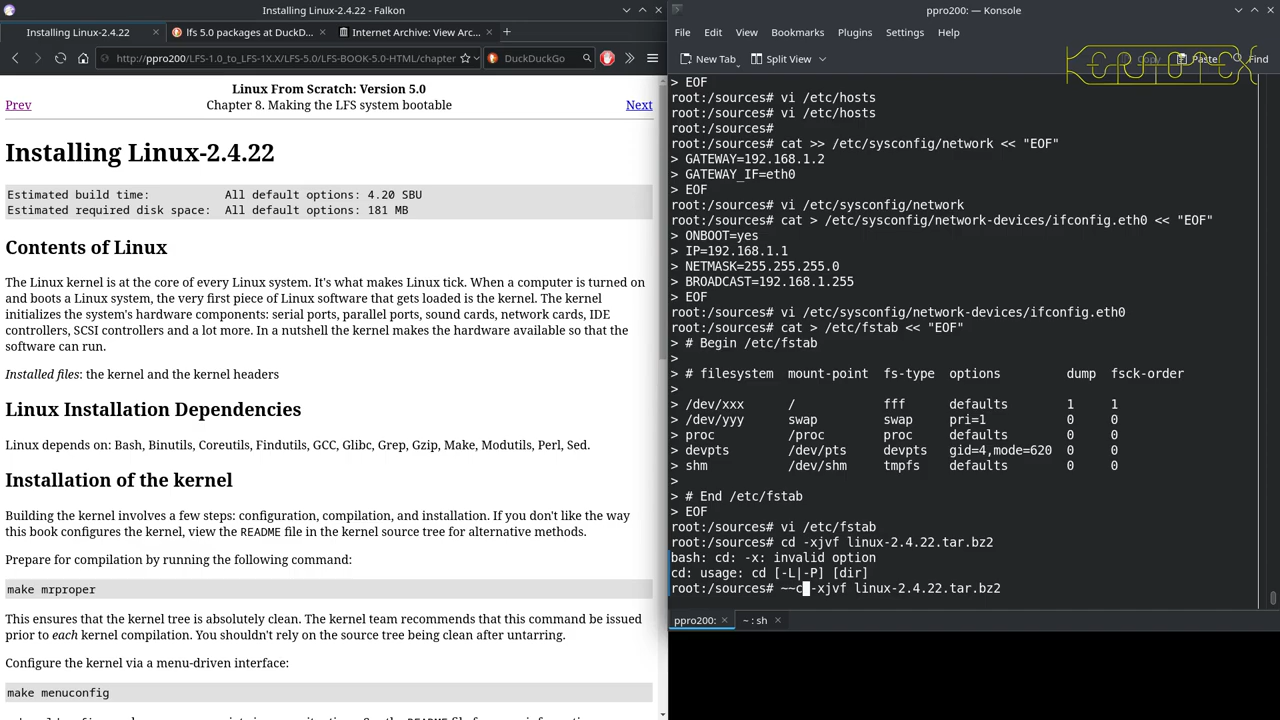 Installing Linux-2.4.22 - Falkon
Installing Linux-2.4.22
lfs 5.0 packages at DuckD...
Internet Archive: View Arc...
http://ppro200/LFS-1.0_to_LFS-1X.X/LFS-5.0/LFS-BOOK-5.0-HTML/chapter
DuckDuckGo
Linux From Scratch: Version 5.0
Prev
Chapter 8. Making the LFS system bootable
Next
Installing Linux-2.4.22
Estimated build time: All default options: 4.20 SBU
Estimated required disk space: All default options: 181 MB
Contents of Linux
The Linux kernel is at the core of every Linux system. It's what makes Linux tick. When a computer is turned on
and boots a Linux system, the very first piece of Linux software that gets loaded is the kernel. The kernel
initializes the system's hardware components: serial ports, parallel ports, sound cards, network cards, IDE
controllers, SCSI controllers and a lot more. In a nutshell the kernel makes the hardware available so that the
software can run.
Installed files: the kernel and the kernel headers
Linux Installation Dependencies
Linux depends on: Bash, Binutils, Coreutils, Findutils, GCC, Glibc, Grep, Gzip, Make, Modutils, Perl, Sed.
Installation of the kernel
Building the kernel involves a few steps: configuration, compilation, and installation. If you don't like the way
this book configures the kernel, view the README file in the kernel source tree for alternative methods.
Prepare for compilation by running the following command:
make mrproper
This ensures that the kernel tree is absolutely clean. The kernel team recommends that this command be issued
prior to each kernel compilation. You shouldn't rely on the source tree being clean after untarring.
Configure the kernel via a menu-driven interface:
make menuconfig
ppro200: — Konsole
File Edit View Bookmarks Plugins Settings Help
New Tab Split View Copy Paste Find
> EOF
root:/sources# vi /etc/hosts
root:/sources# vi /etc/hosts
root:/sources#
root:/sources# cat >> /etc/sysconfig/network << "EOF"
> GATEWAY=192.168.1.2
> GATEWAY_IF=eth0
> EOF
root:/sources# vi /etc/sysconfig/network
root:/sources# cat > /etc/sysconfig/network-devices/ifconfig.eth0 << "EOF"
> ONBOOT=yes
> IP=192.168.1.1
> NETMASK=255.255.255.0
> BROADCAST=192.168.1.255
> EOF
root:/sources# vi /etc/sysconfig/network-devices/ifconfig.eth0
root:/sources# cat > /etc/fstab << "EOF"
> # Begin /etc/fstab
>
> # filesystem mount-point fs-type options dump fsck-order
>
> /dev/xxx / fff defaults 1 1
> /dev/yyy swap swap pri=1 0 0
> proc /proc proc defaults 0 0
> devpts /dev/pts devpts gid=4,mode=620 0 0
> shm /dev/shm tmpfs defaults 0 0
>
> # End /etc/fstab
> EOF
root:/sources# vi /etc/fstab
root:/sources# cd -xjvf linux-2.4.22.tar.bz2
bash: cd: -x: invalid option
cd: usage: cd [-L|-P] [dir]
root:/sources# ~~c -xjvf linux-2.4.22.tar.bz2
ppro200:
~ : sh